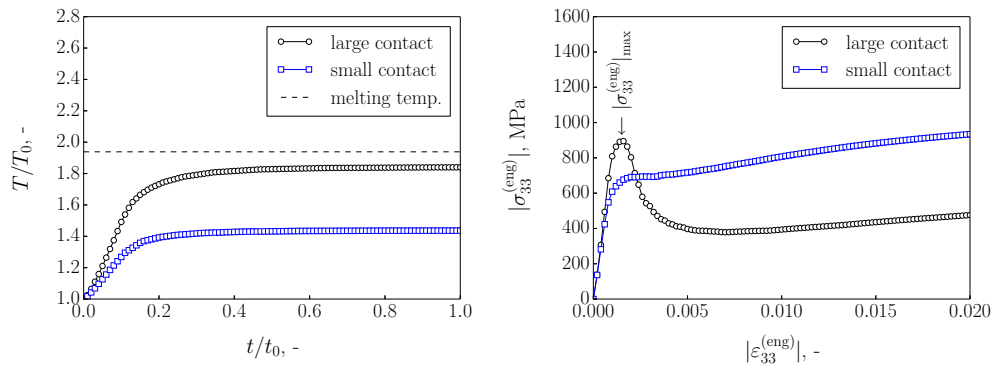 2.8
2.6
2.4
2.2
2.0
1.8
1.6
1.4
1.2
1.0
T/T₀, -
large contact
small contact
melting temp.
0.0 0.2 0.4 0.6 0.8 1.0
t/t₀, -
1600
1400
1200
1000
800
600
400
200
0
|σ₃₃^(eng)|, MPa
← |σ₃₃^(eng)|max
large contact
small contact
0.000 0.005 0.010 0.015 0.020
|ε₃₃^(eng)|, -